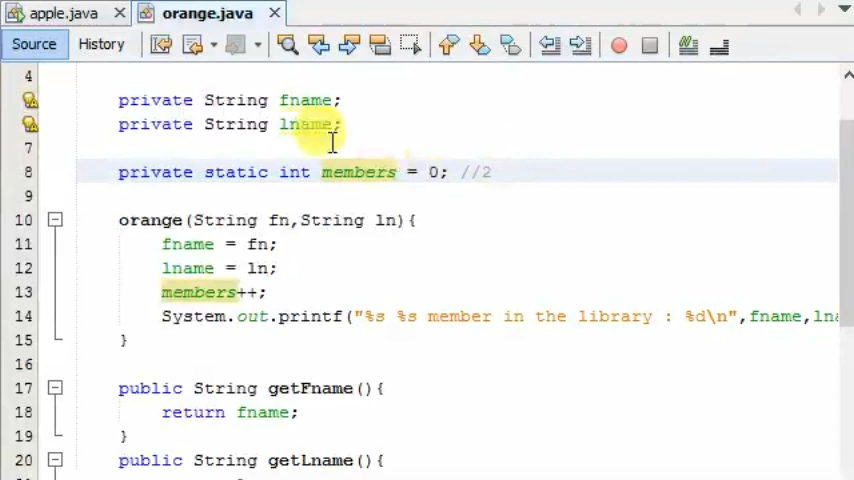 apple.java
orange.java
Source History
4
private String fname;
private String lname;
7
8 private static int members = 0; //2
9
10 orange(String fn,String ln){
11 fname = fn;
12 lname = ln;
13 members++;
14 System.out.printf("%s %s member in the library : %d\n",fname,lna
15 }
16
17 public String getFname(){
18 return fname;
19 }
20 public String getLname(){